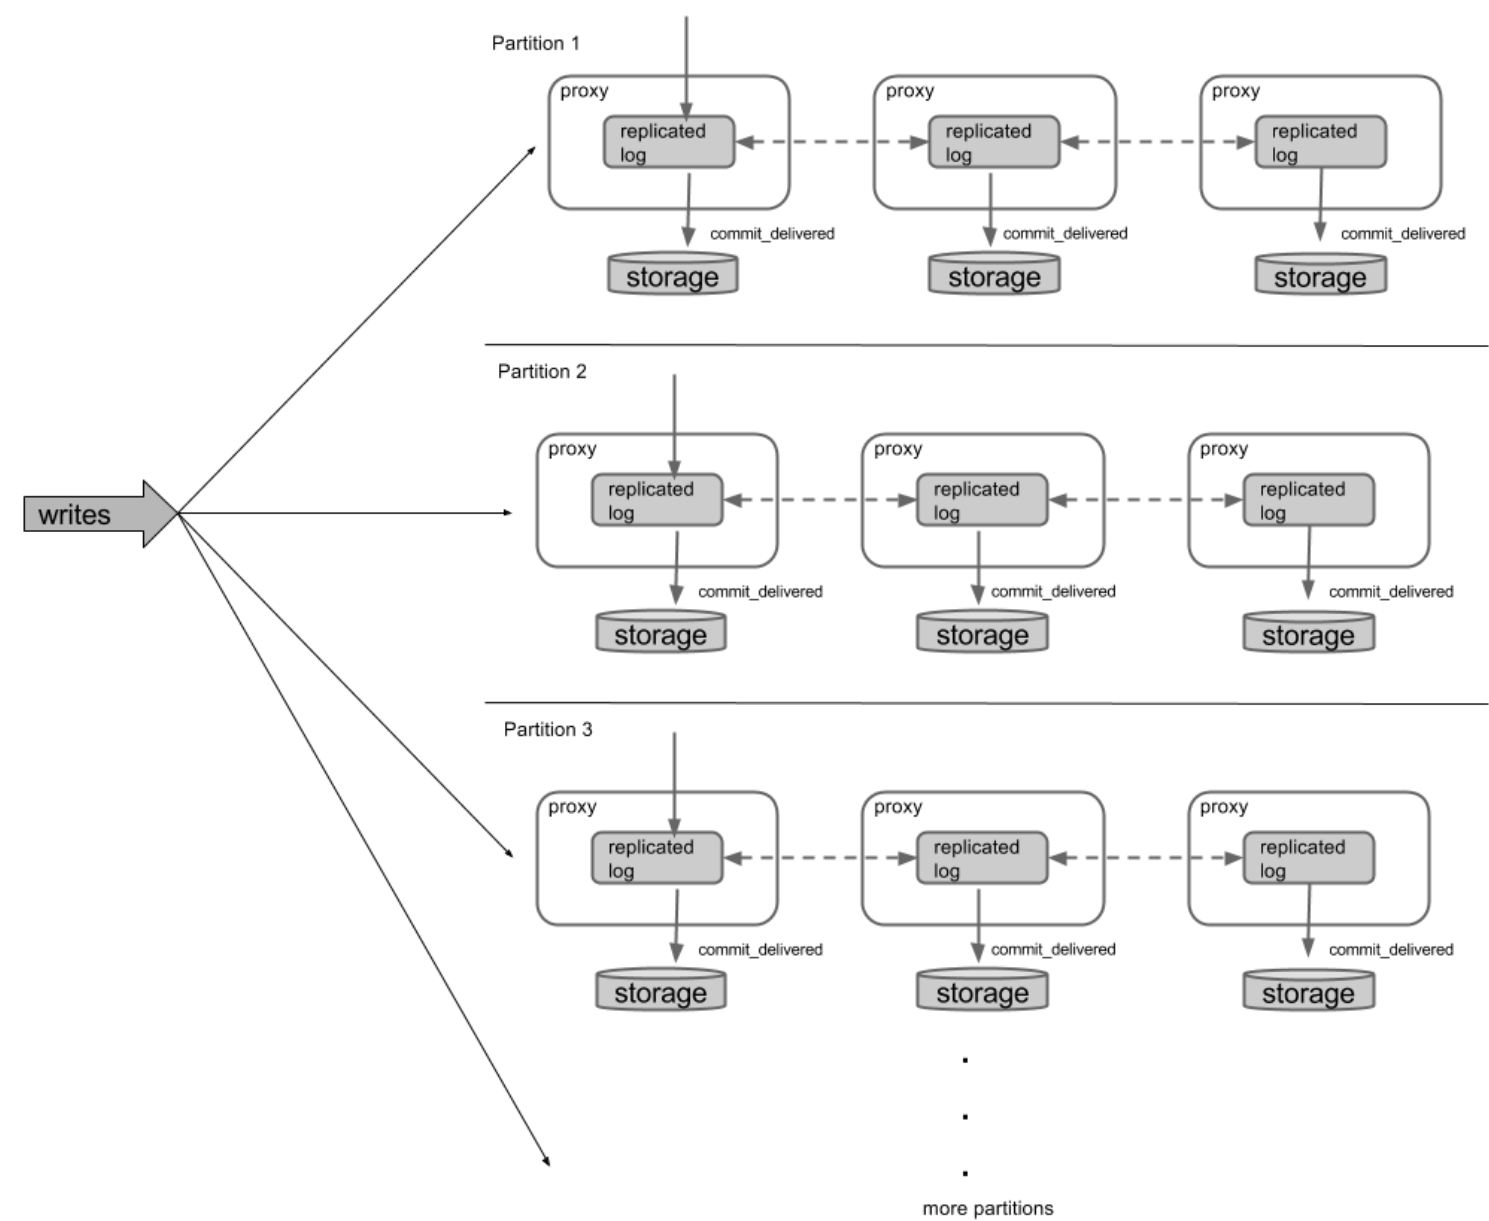 Partition 1
proxy
proxy
proxy
replicated
log
replicated
log
replicated
log
commit_delivered
commit_delivered
commit_delivered
storage
storage
storage
Partition 2
proxy
proxy
proxy
replicated
log
replicated
log
replicated
log
writes
commit_delivered
commit_delivered
commit_delivered
storage
storage
storage
Partition 3
proxy
proxy
proxy
replicated
log
replicated
log
replicated
log
commit_delivered
commit_delivered
commit_delivered
storage
storage
storage
more partitions